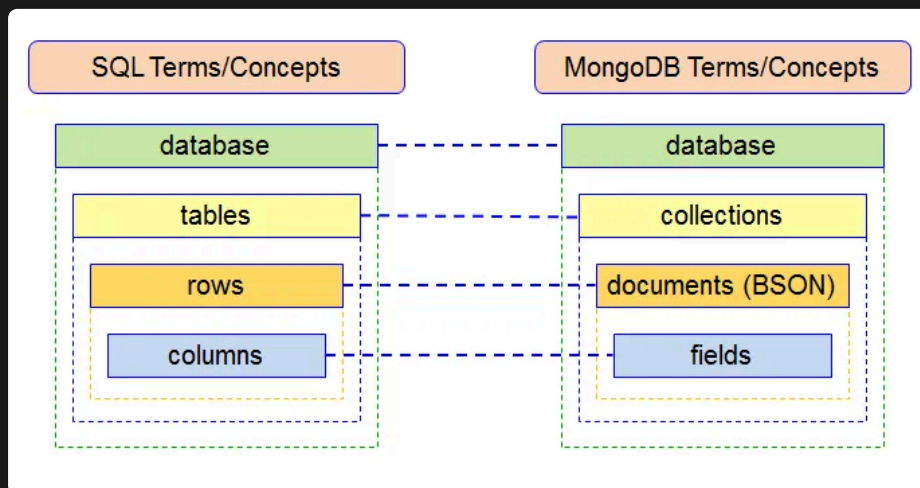 SQL Terms/Concepts
MongoDB Terms/Concepts
database
database
tables
collections
rows
documents (BSON)
columns
fields